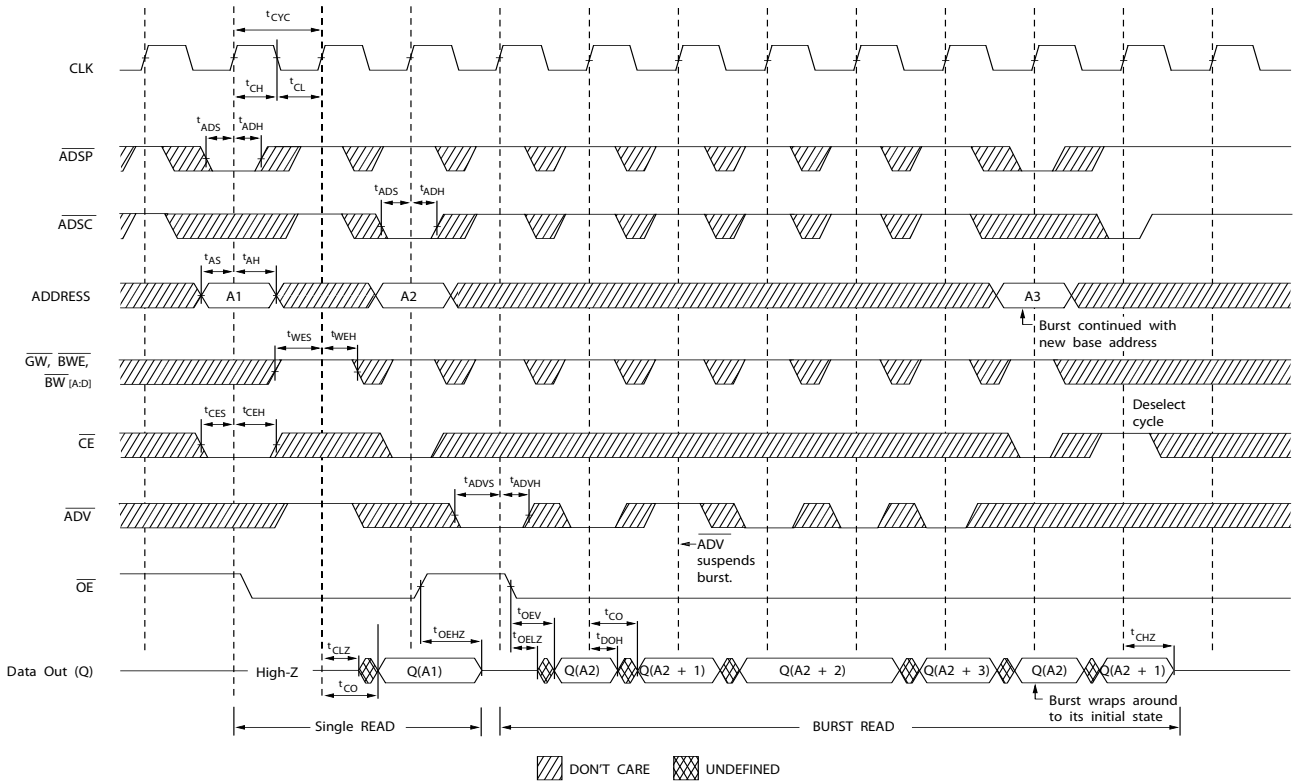 tCYC
CLK
tCH
tCL
tADS
tADH
ADSP
tADS
tADH
ADSC
tAS
tAH
ADDRESS
A1
A2
A3
Burst continued with
new base address
tWES
tWEH
GW, BWE,
BW [A:D]
Deselect
cycle
tCES
tCEH
CE
tADVS
tADVH
ADV
ADV
suspends
burst.
OE
tOEV
tCO
tOEHZ
tCLZ
tOELZ
tDOH
tCHZ
Data Out (Q)
High-Z
Q(A1)
Q(A2)
Q(A2 + 1)
Q(A2 + 2)
Q(A2 + 3)
Q(A2)
Q(A2 + 1)
tCO
Burst wraps around
to its initial state
Single READ
BURST READ
DON'T CARE
UNDEFINED